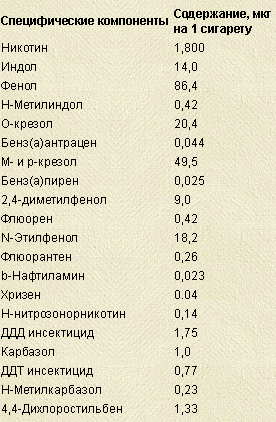 Специфические компоненты Содержание, мкг
на 1 сигарету
Никотин 1,800
Индол 14,0
Фенол 86,4
Н-Метилиндол 0,42
О-крезол 20,4
Бенз(а)антрацен 0,044
М- и р-крезол 49,5
Бенз(а)пирен 0,025
2,4-диметилфенол 9,0
Флюорен 0,42
N-Этилфенол 18,2
Флюорантен 0,26
b-Нафтиламин 0,023
Хризен 0.04
Н-нитрозонорникотин 0,14
ДДД инсектицид 1,75
Карбазол 1,0
ДДТ инсектицид 0,77
Н-Метилкарбазол 0,23
4,4-Дихлоростильбен 1,33